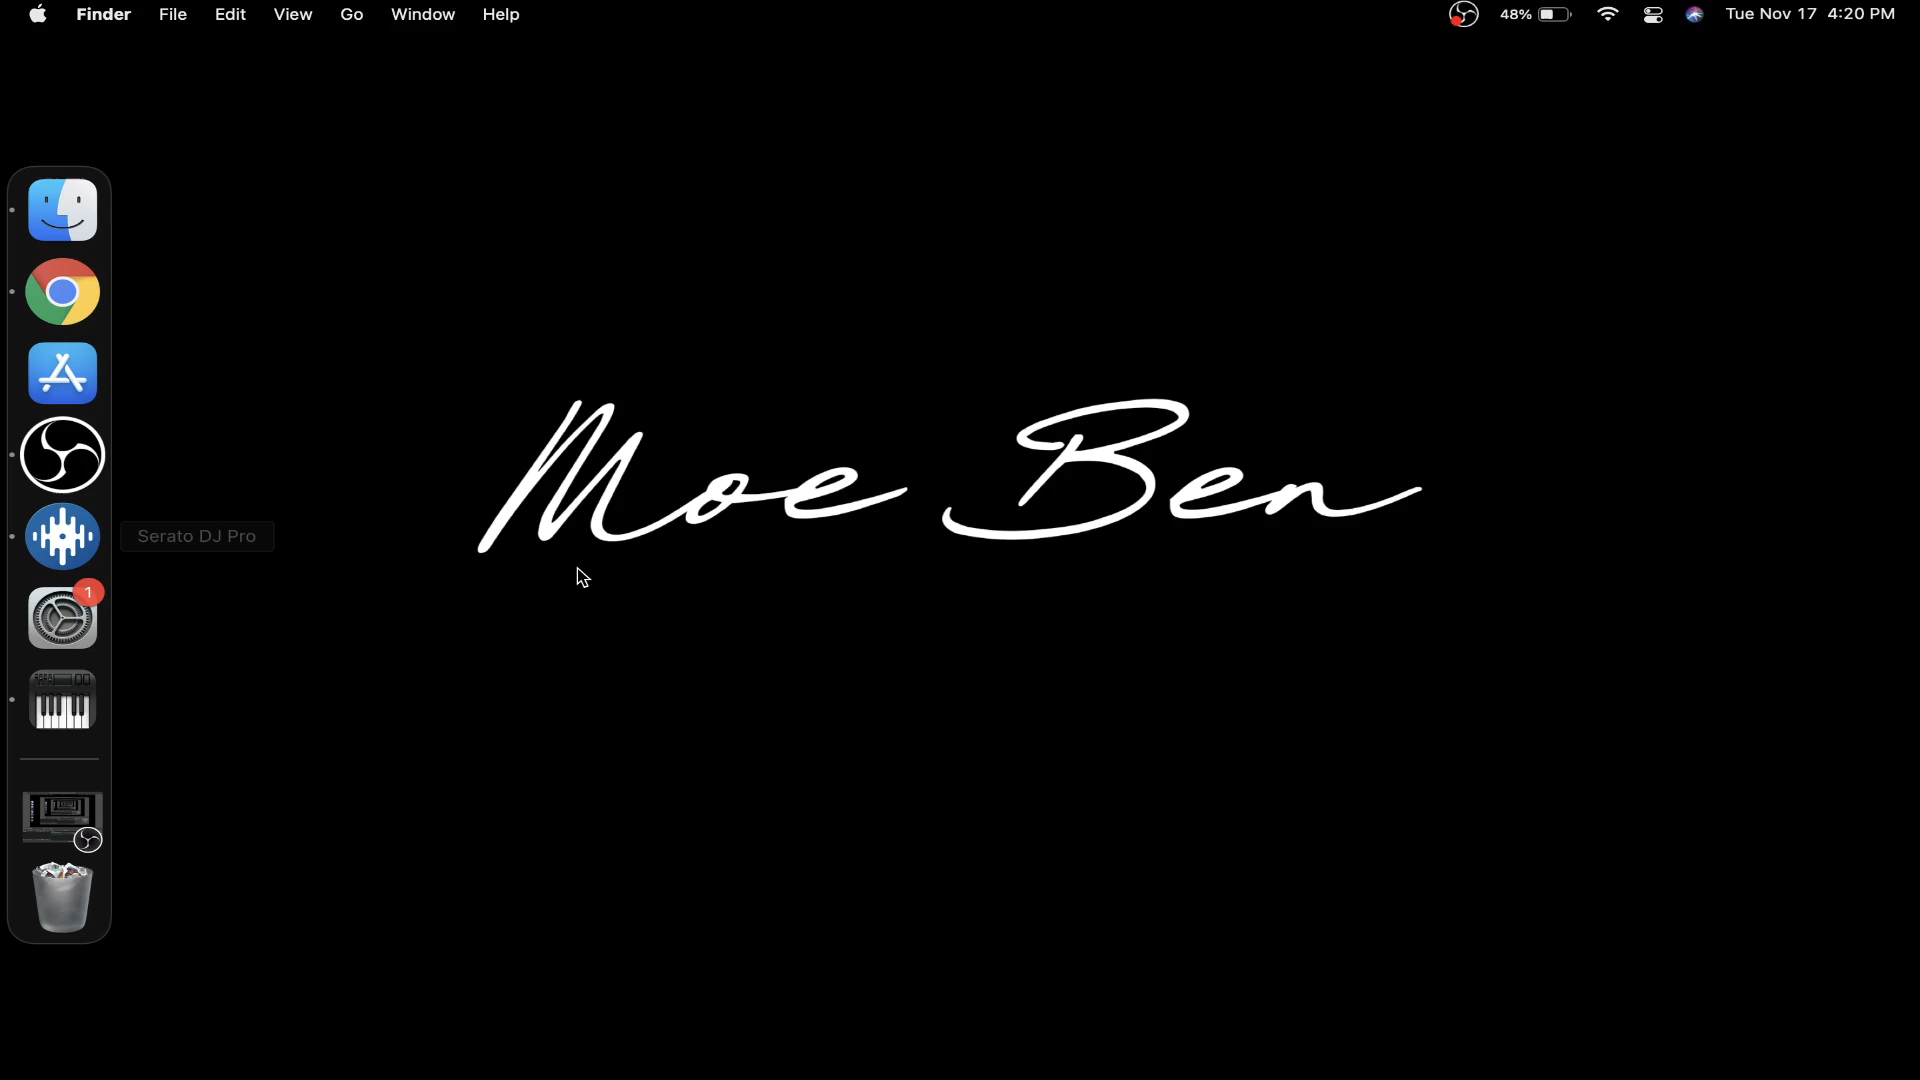 Finder File Edit View Go Window Help 48% Tue Nov 17 4:20 PM
Moe Ben
Serato DJ Pro
1